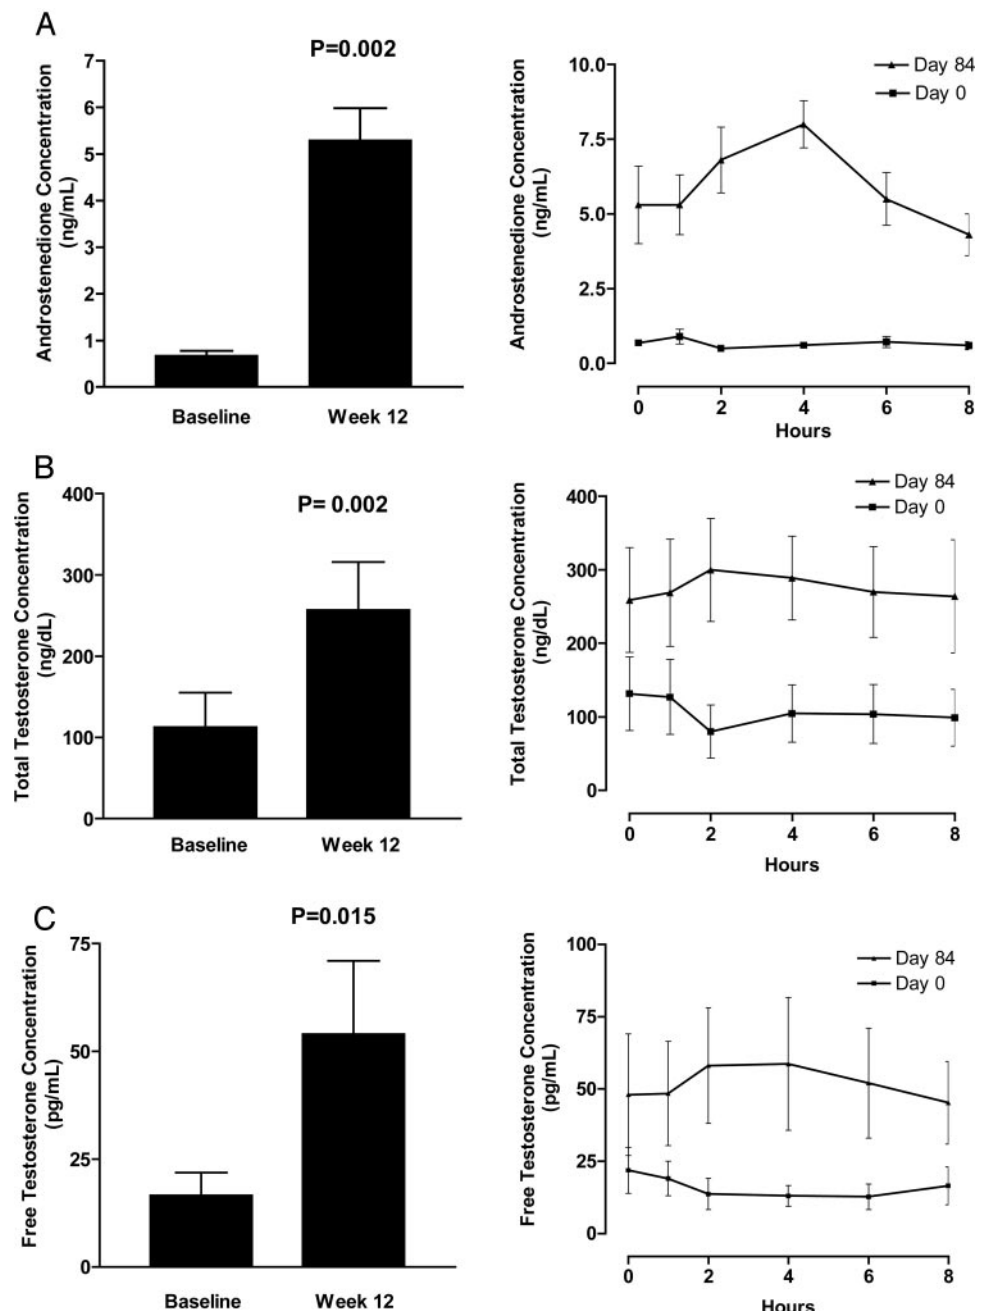 A
P=0.002
Androstenedione Concentration
(ng/mL)
7
6
5
4
3
2
1
0
Baseline Week 12
Androstenedione Concentration
(ng/mL)
10.0
7.5
5.0
2.5
0.0
Day 84
Day 0
0 2 4 6 8
Hours
B
P= 0.002
Total Testosterone Concentration
(ng/dL)
400
300
200
100
0
Baseline Week 12
Total Testosterone Concentration
(ng/dL)
400
300
200
100
0
Day 84
Day 0
0 2 4 6 8
Hours
C
P=0.015
Free Testosterone Concentration
(pg/mL)
75
50
25
0
Baseline Week 12
Free Testosterone Concentration
(pg/mL)
100
75
50
25
0
Day 84
Day 0
0 2 4 6 8
Hours